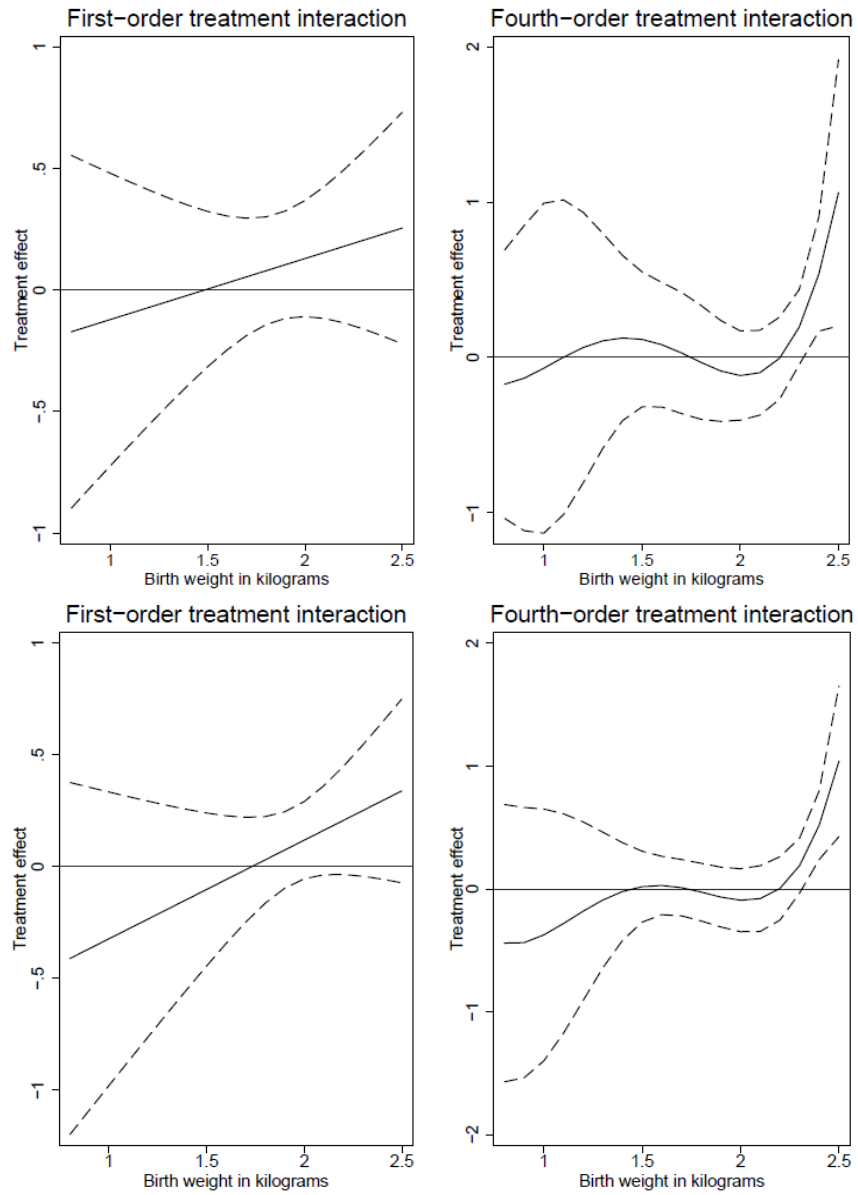 First−order treatment interaction
Treatment effect
1
.5
0
−.5
−1
1
1.5
2
2.5
Birth weight in kilograms
Fourth−order treatment interaction
Treatment effect
2
1
0
−1
1
1.5
2
2.5
Birth weight in kilograms
First−order treatment interaction
Treatment effect
1
.5
0
−.5
−1
1
1.5
2
2.5
Birth weight in kilograms
Fourth−order treatment interaction
Treatment effect
2
1
0
−1
−2
1
1.5
2
2.5
Birth weight in kilograms